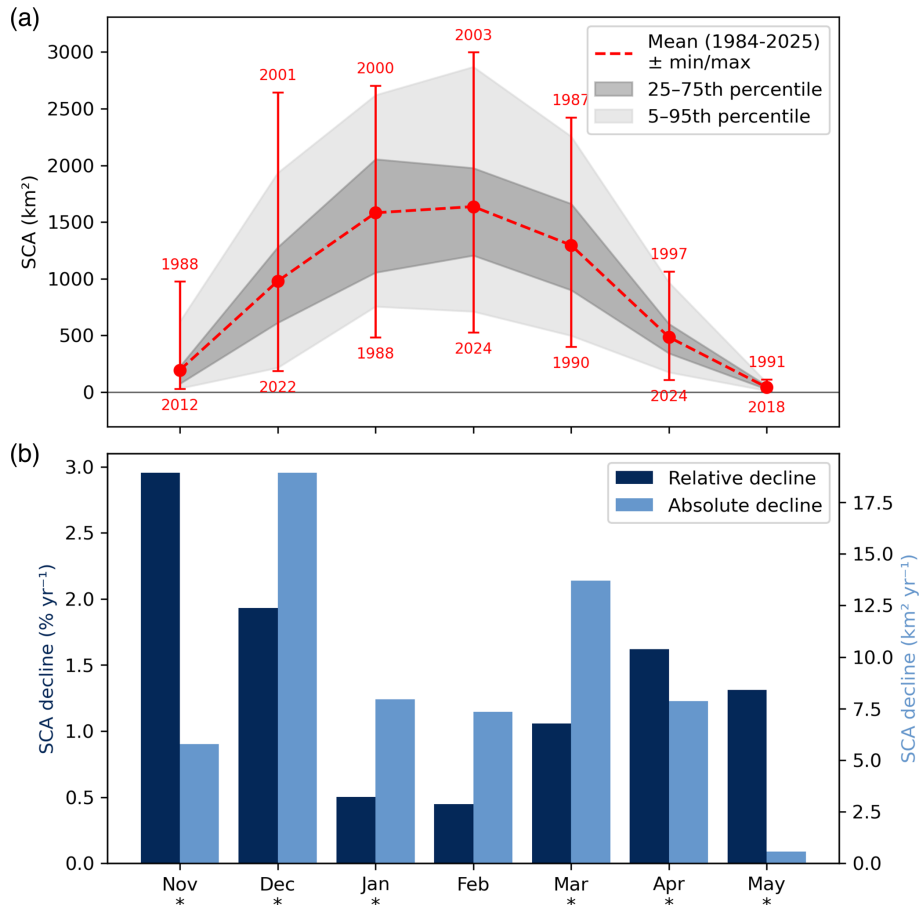 (a)
3000
2500
2000
1500
1000
500
0
SCA (km²)
1988
2001
2000
2003
1987
1997
1991
2012
2022
1988
2024
1990
2024
2018
Mean (1984-2025)
± min/max
25–75th percentile
5–95th percentile
(b)
3.0
2.5
2.0
1.5
1.0
0.5
0.0
SCA decline (% yr⁻¹)
Relative decline
Absolute decline
17.5
15.0
12.5
10.0
7.5
5.0
2.5
0.0
SCA decline (km² yr⁻¹)
Nov Dec Jan Feb Mar Apr May
* * * * * *